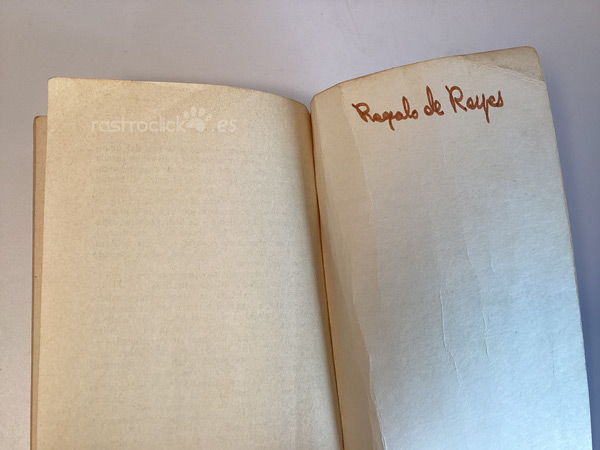 rastroclick.es
Regalo de Reyes